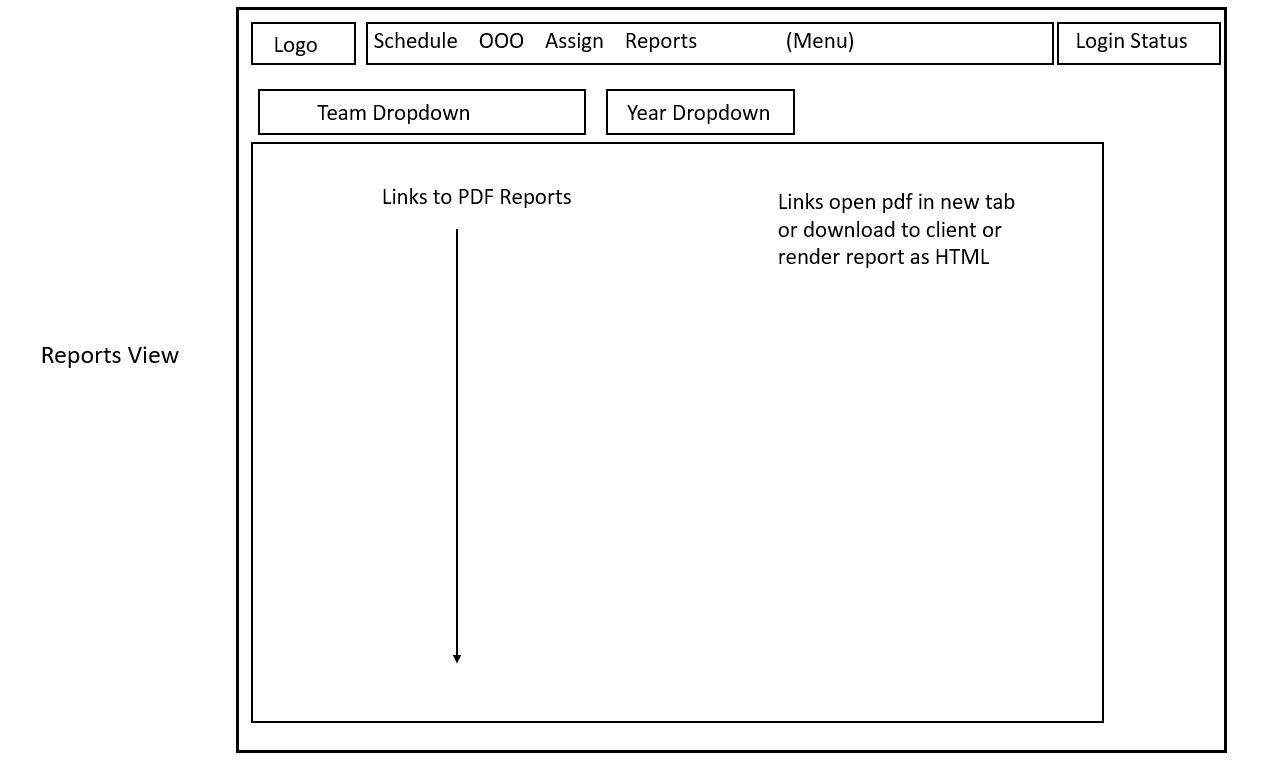 Logo
Schedule OOO Assign Reports (Menu)
Login Status
Team Dropdown
Year Dropdown
Links to PDF Reports
Links open pdf in new tab
or download to client or
render report as HTML
Reports View